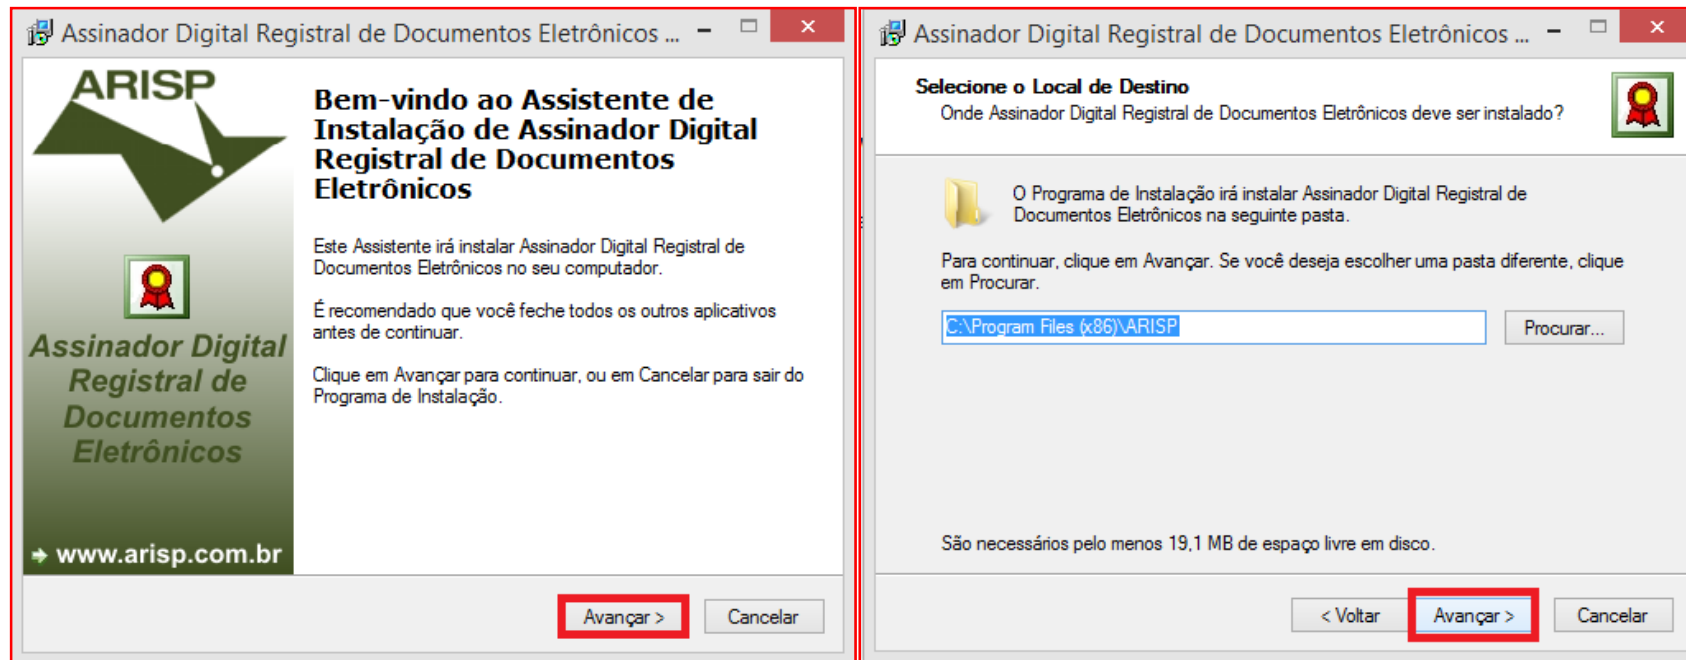 Assinador Digital Registral de Documentos Eletrônicos ...
ARISP
Bem-vindo ao Assistente de
Instalação de Assinador Digital
Registral de Documentos
Eletrônicos
Este Assistente irá instalar Assinador Digital Registral de
Documentos Eletrônicos no seu computador.
É recomendado que você feche todos os outros aplicativos
antes de continuar.
Clique em Avançar para continuar, ou em Cancelar para sair do
Programa de Instalação.
Assinador Digital
Registral de
Documentos
Eletrônicos
www.arisp.com.br
Avançar >
Cancelar
Assinador Digital Registral de Documentos Eletrônicos ...
Selecione o Local de Destino
Onde Assinador Digital Registral de Documentos Eletrônicos deve ser instalado?
O Programa de Instalação irá instalar Assinador Digital Registral de
Documentos Eletrônicos na seguinte pasta.
Para continuar, clique em Avançar. Se você deseja escolher uma pasta diferente, clique
em Procurar.
C:\Program Files (x86)\ARISP
Procurar...
São necessários pelo menos 19,1 MB de espaço livre em disco.
< Voltar
Avançar >
Cancelar